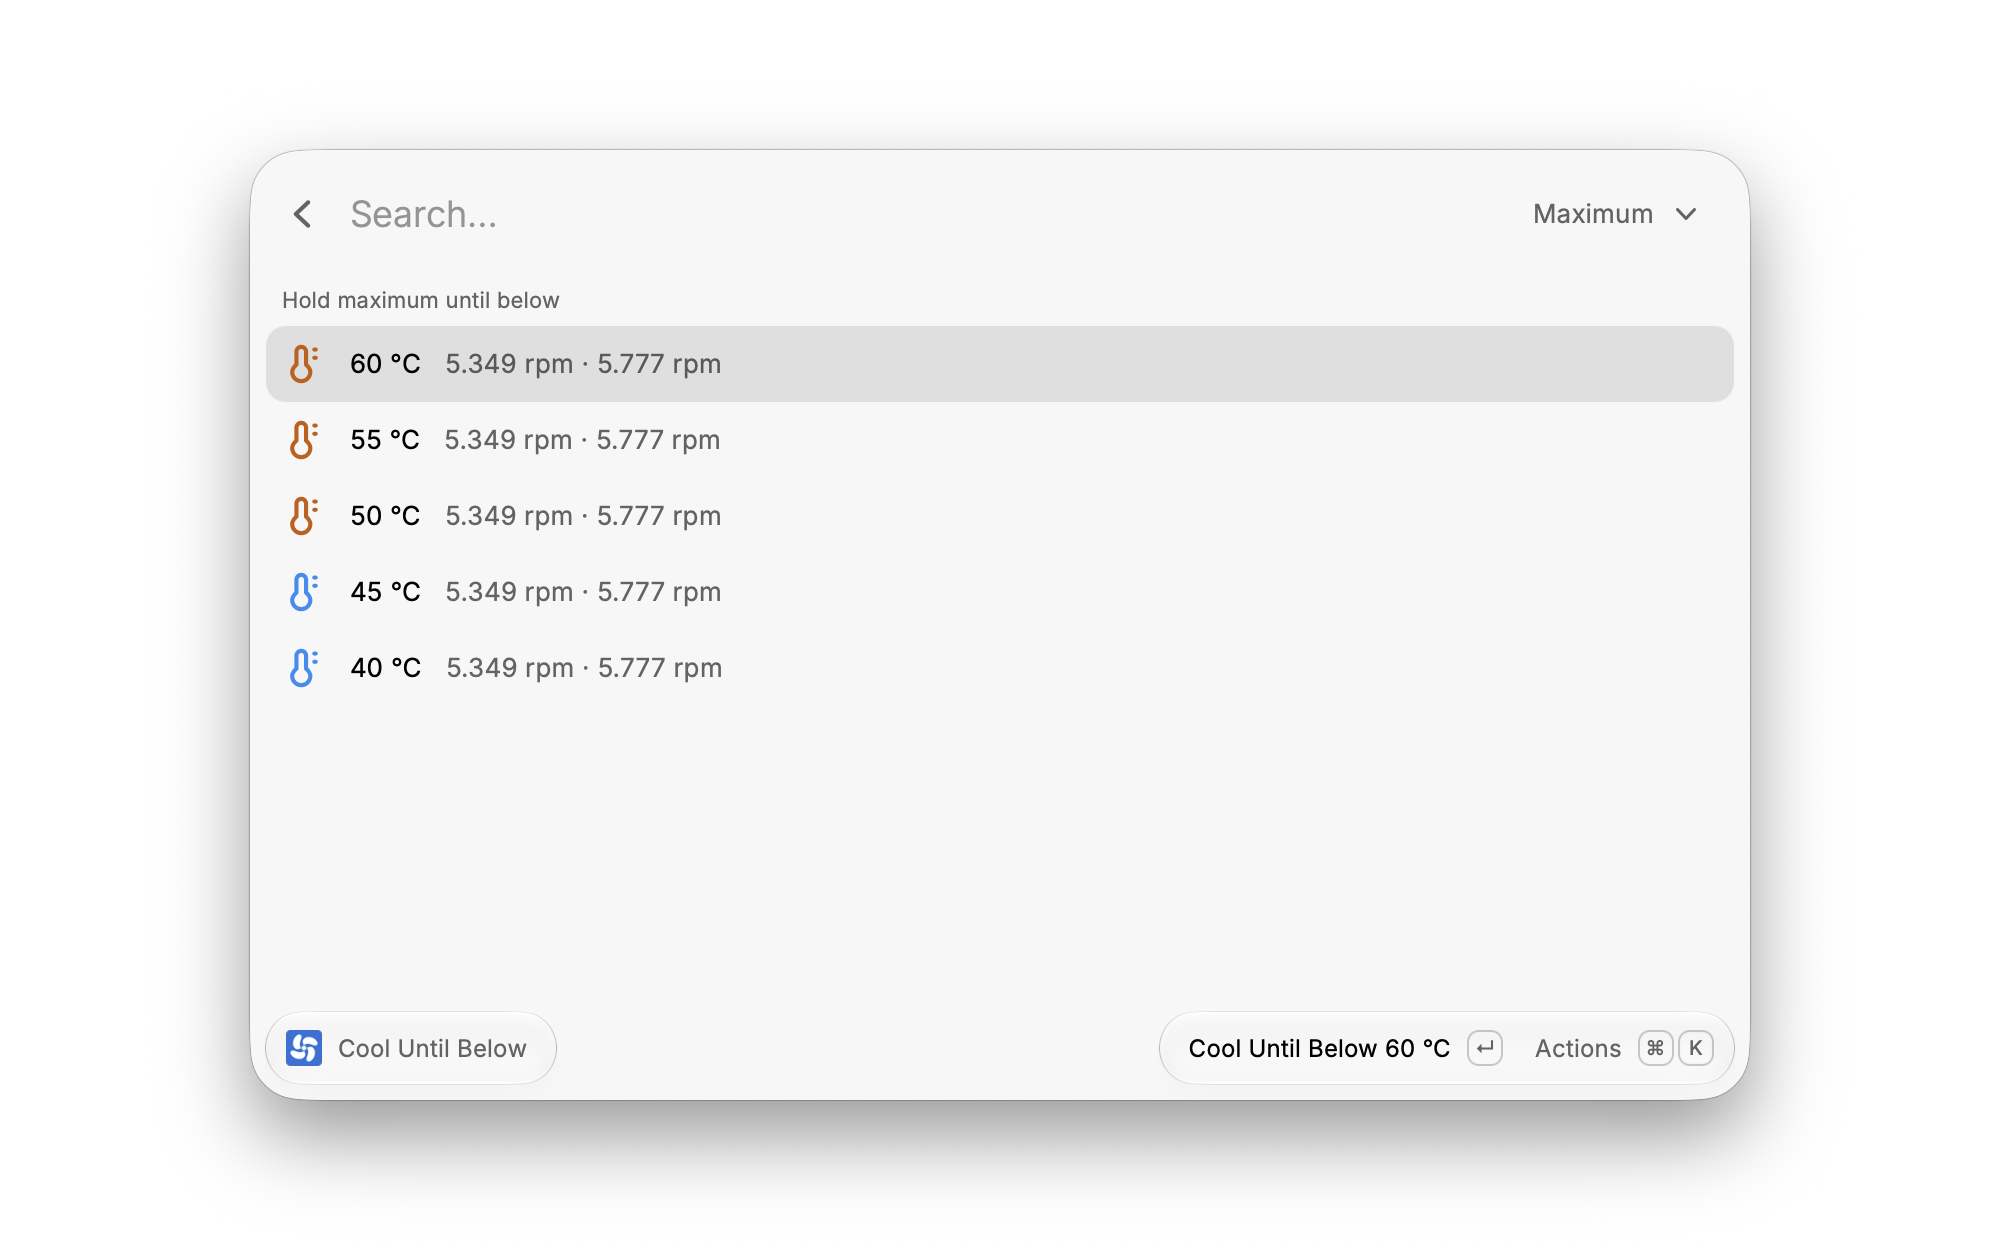 Search...
Maximum
Hold maximum until below
60 °C 5.349 rpm · 5.777 rpm
55 °C 5.349 rpm · 5.777 rpm
50 °C 5.349 rpm · 5.777 rpm
45 °C 5.349 rpm · 5.777 rpm
40 °C 5.349 rpm · 5.777 rpm
Cool Until Below
Cool Until Below 60 °C ↵ Actions ⌘ K